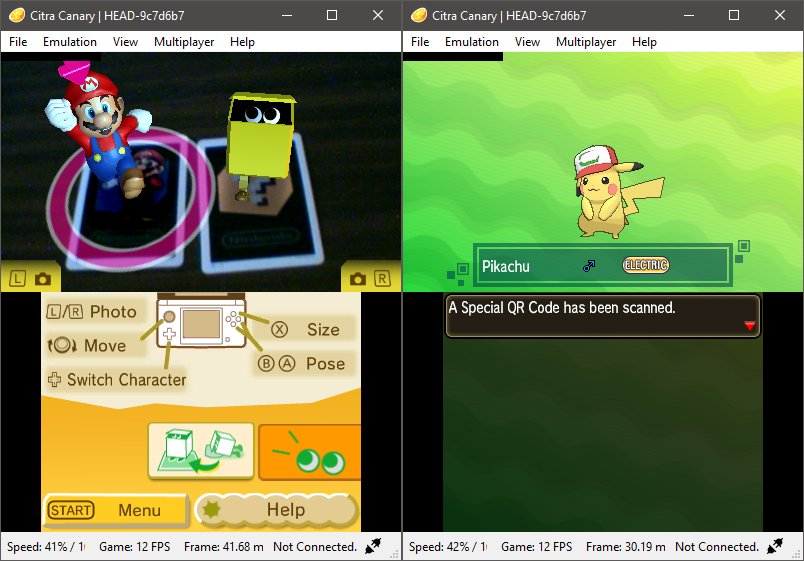 Citra Canary | HEAD-9c7d6b7
File Emulation View Multiplayer Help
L R
L/R Photo
Move
Switch Character
X Size
B A Pose
START Menu
Help
Speed: 41% / 1
Game: 12 FPS
Frame: 41.68 m
Not Connected.
Citra Canary | HEAD-9c7d6b7
File Emulation View Multiplayer Help
Pikachu ♂ ELECTRIC
A Special QR Code has been scanned.
Speed: 42% / 1
Game: 12 FPS
Frame: 30.19 m
Not Connected.